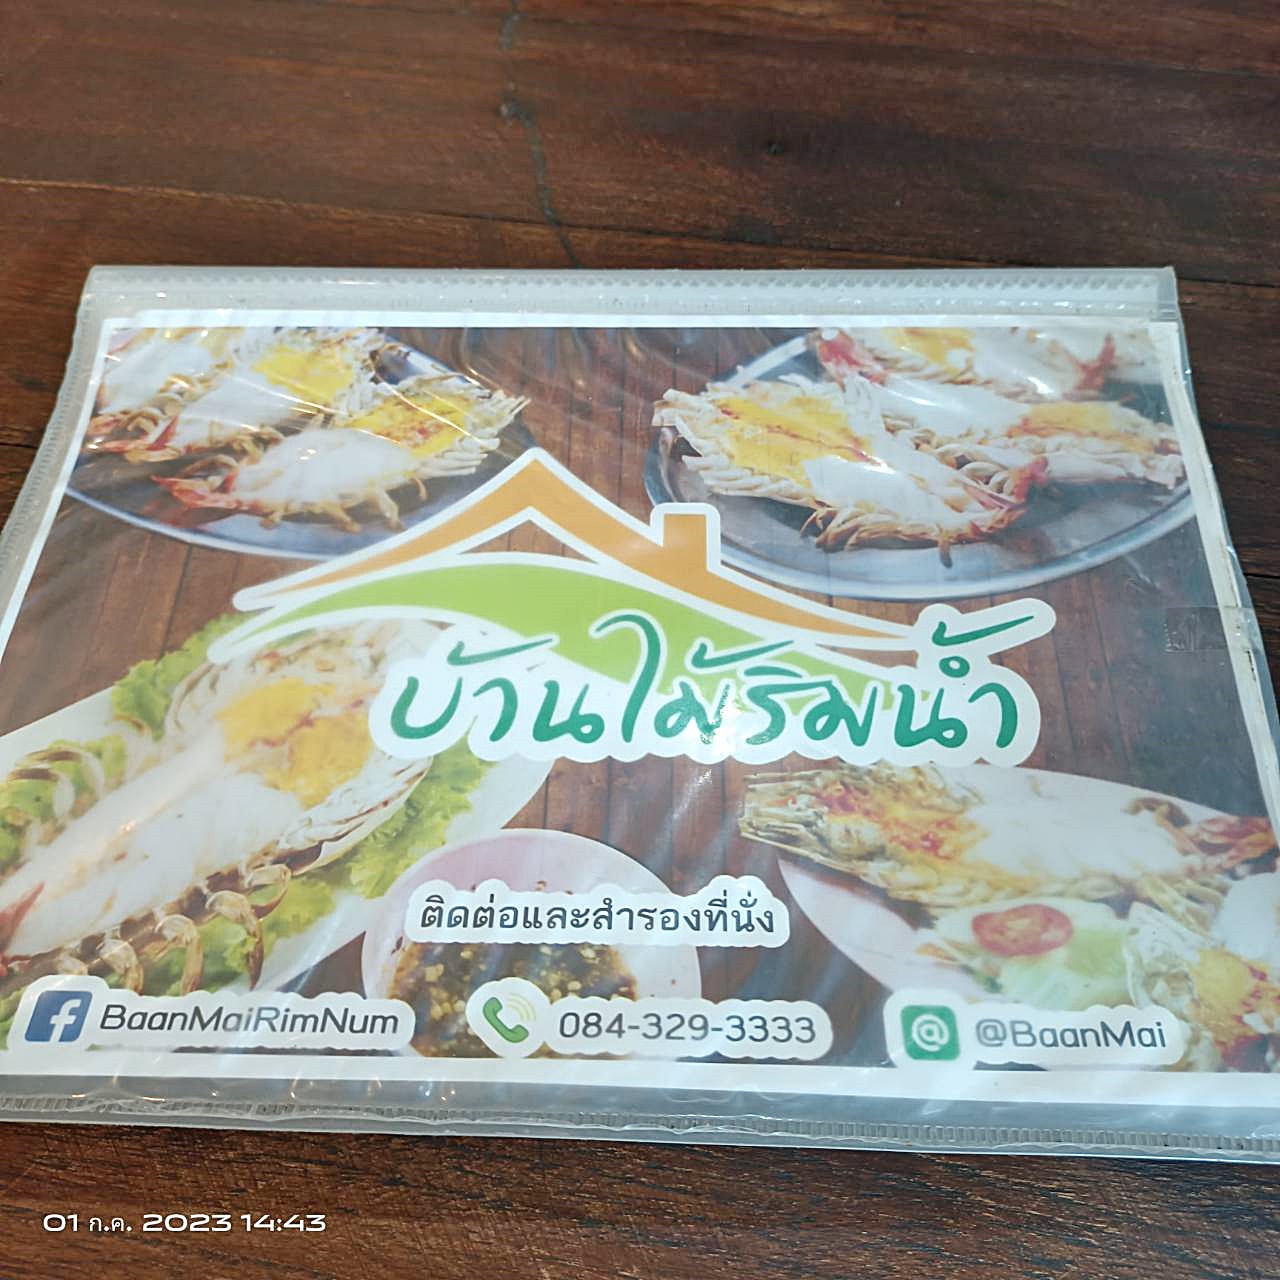 บ้านไม้ริมน้ำ
ติดต่อและสำรองที่นั่ง
BaanMaiRimNum
084-329-3333
@BaanMai
01 ก.ค. 2023 14:43